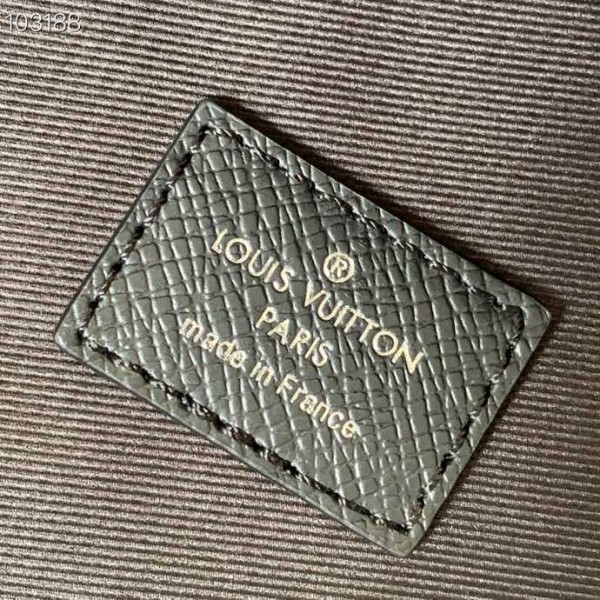 103188
®
LOUIS VUITTON
PARIS
made in France